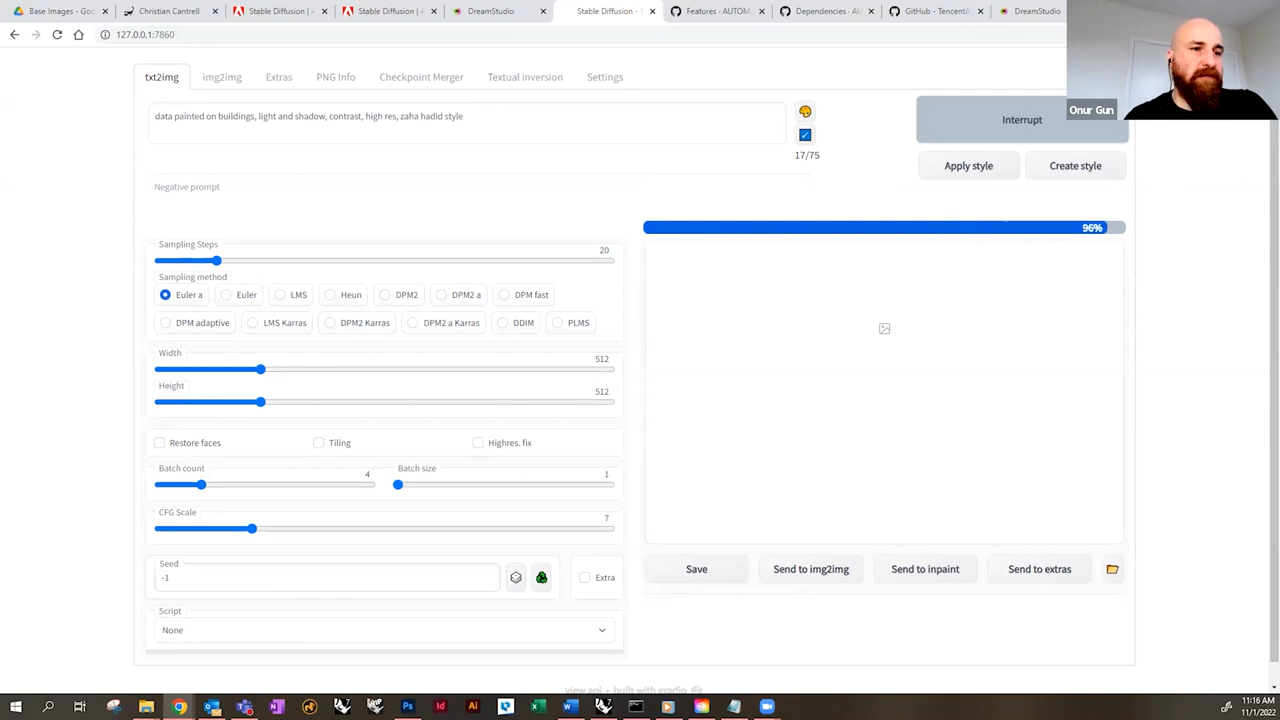 Base Images - Goo
Christian Cantrell
Stable Diffusion | A
Stable Diffusion | A
DreamStudio
Stable Diffusion -
Features · AUTOM
Dependencies · AU
GitHub - TencentA
DreamStudio
127.0.0.1:7860
Onur Gun
txt2img
img2img
Extras
PNG Info
Checkpoint Merger
Textual inversion
Settings
data painted on buildings, light and shadow, contrast, high res, zaha hadid style
17/75
Interrupt
Apply style
Create style
Negative prompt
96%
Sampling Steps
20
Sampling method
Euler a
Euler
LMS
Heun
DPM2
DPM2 a
DPM fast
DPM adaptive
LMS Karras
DPM2 Karras
DPM2 a Karras
DDIM
PLMS
Width
512
Height
512
Restore faces
Tiling
Highres. fix
Batch count
4
Batch size
1
CFG Scale
7
Seed
-1
Extra
Script
None
Save
Send to img2img
Send to inpaint
Send to extras
view api • built with gradio
11:16 AM
11/1/2022